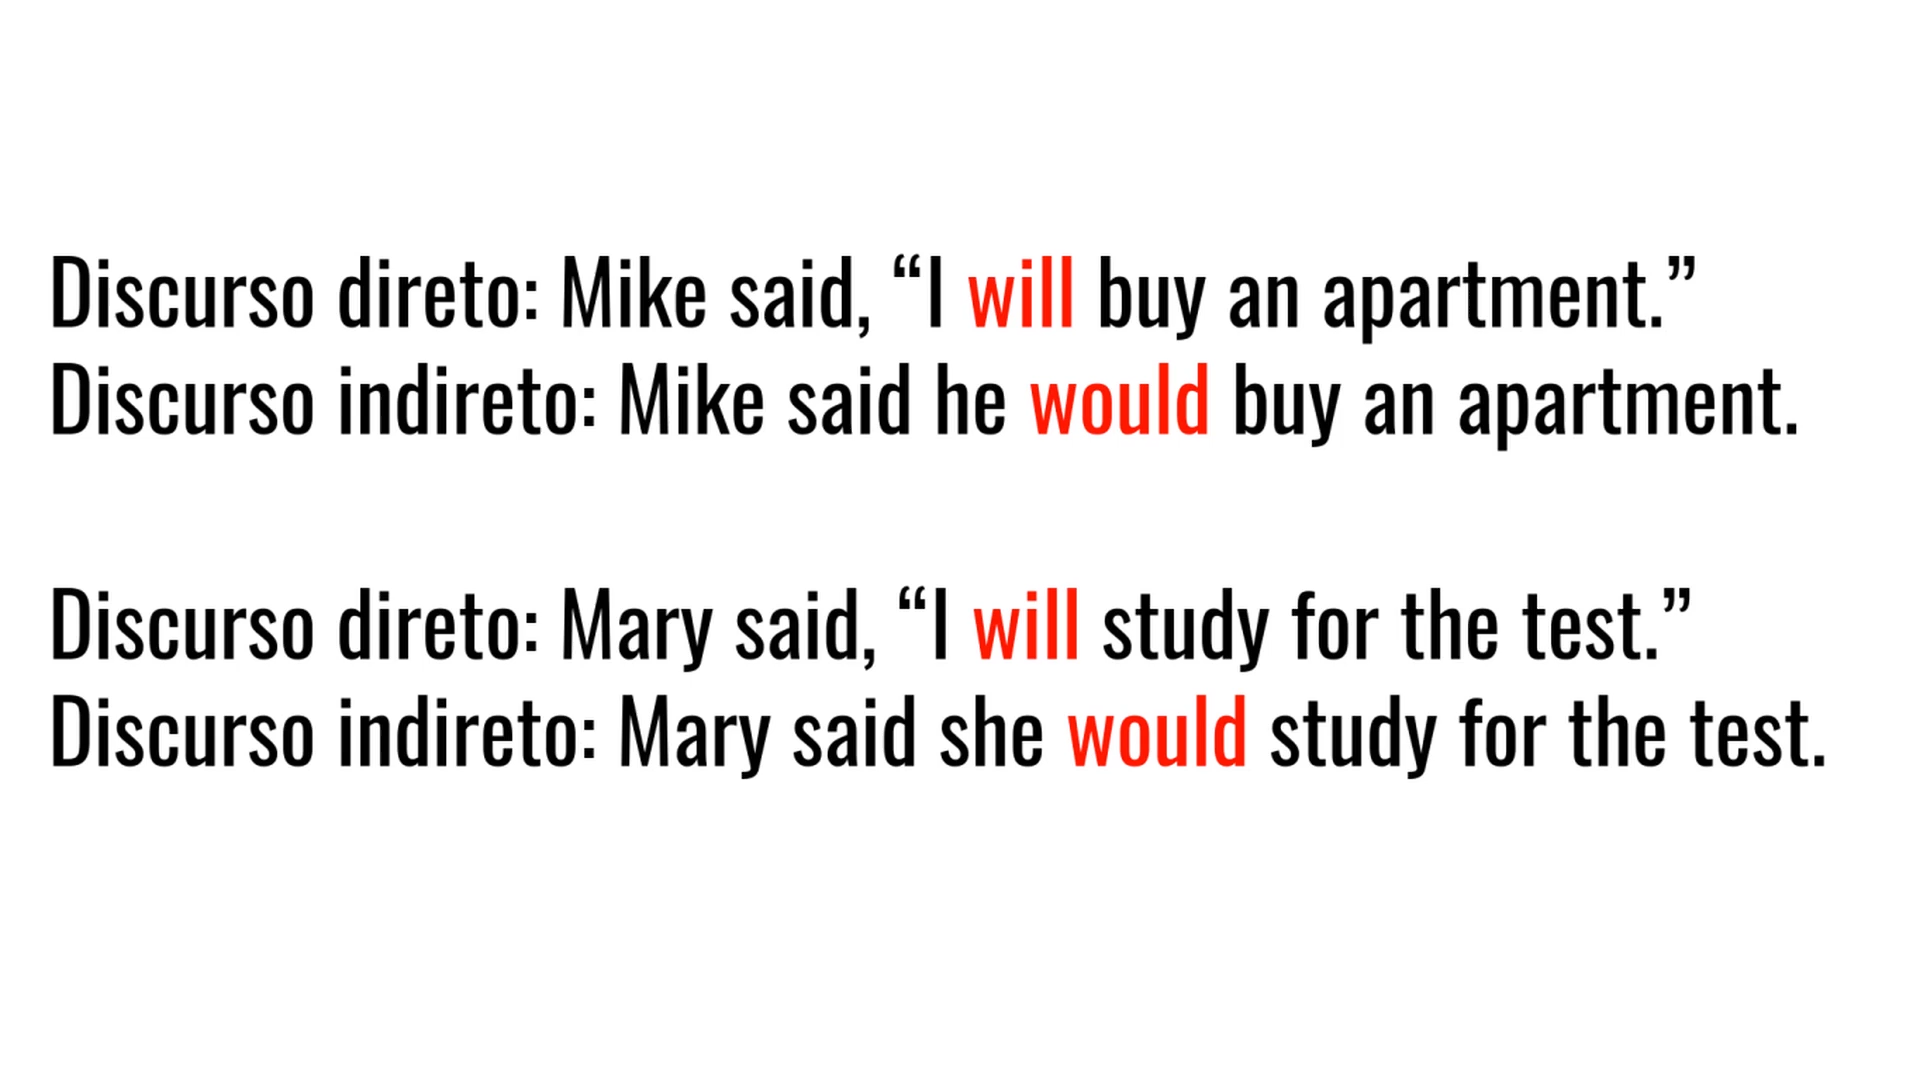 Discurso direto: Mike said, “I will buy an apartment.”
Discurso indireto: Mike said he would buy an apartment.
Discurso direto: Mary said, “I will study for the test.”
Discurso indireto: Mary said she would study for the test.